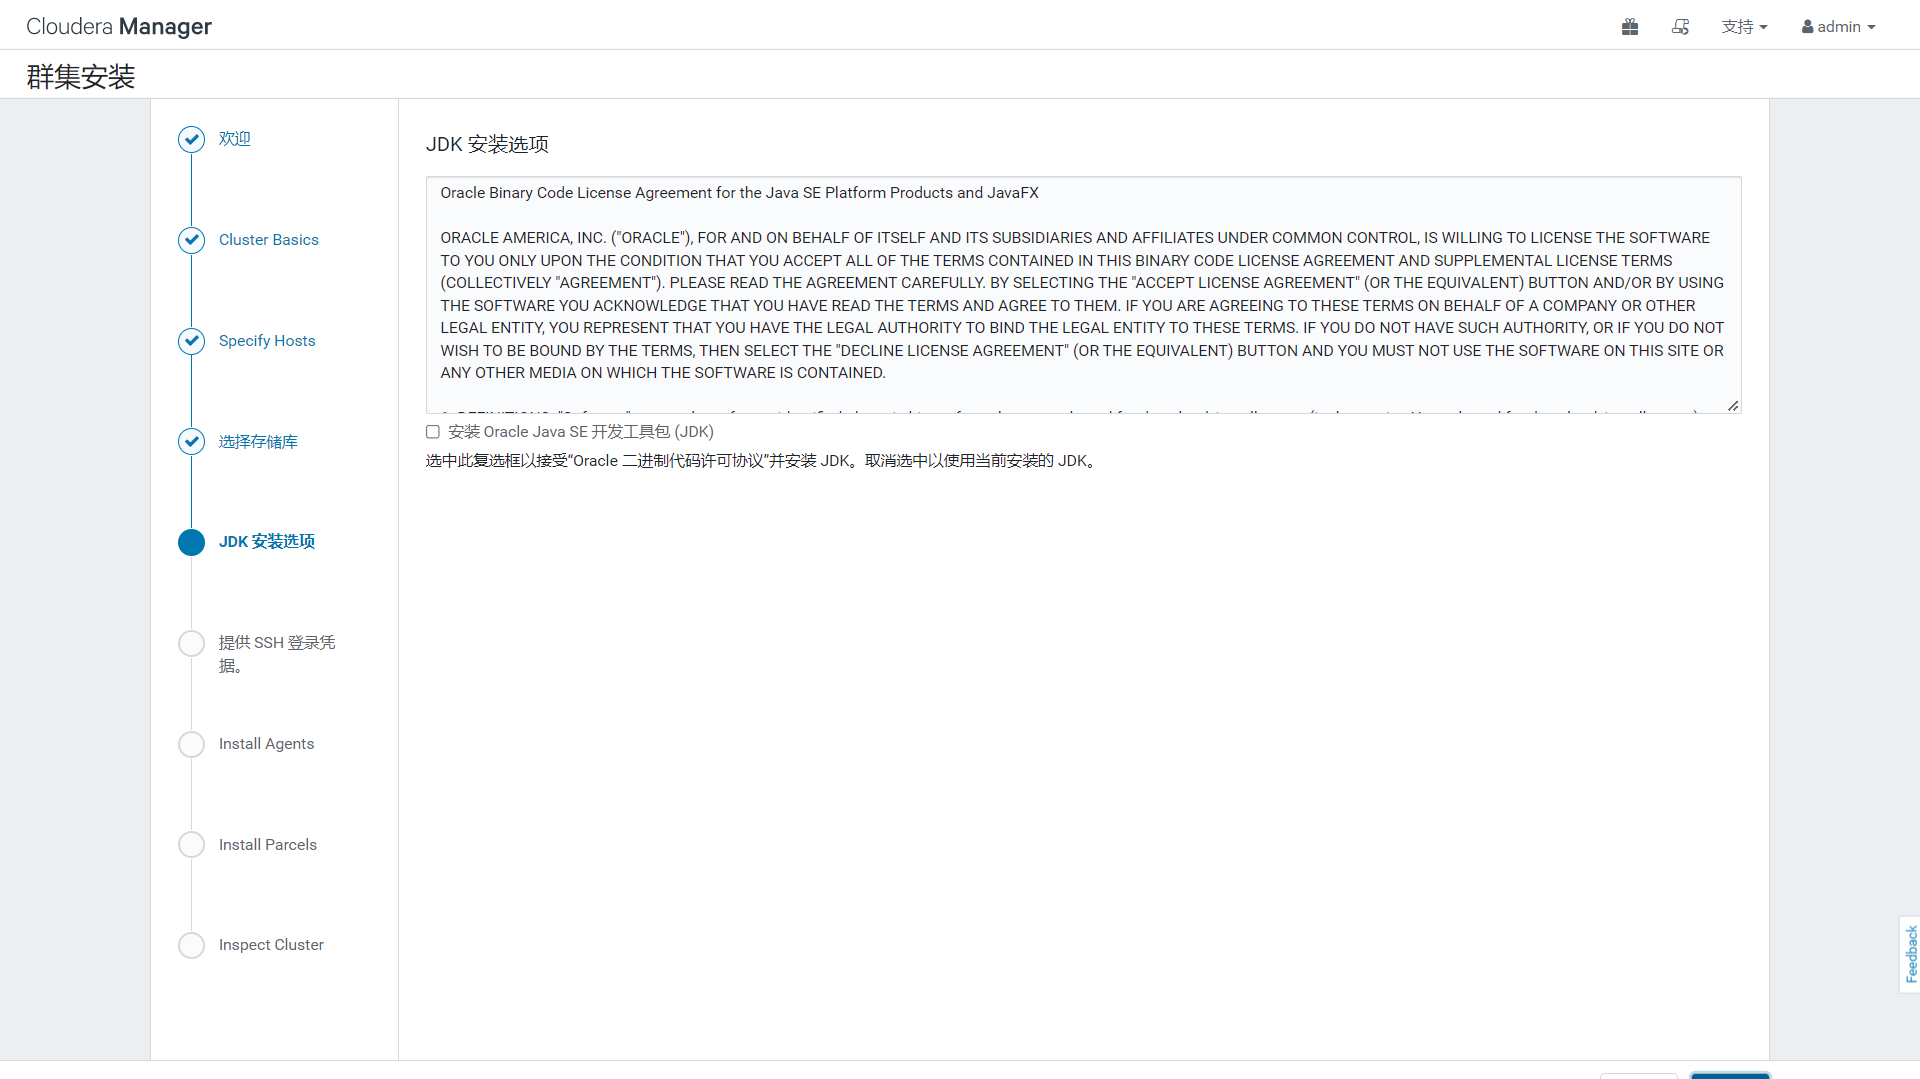 Cloudera Manager
支持
admin
群集安装
欢迎
Cluster Basics
Specify Hosts
选择存储库
JDK 安装选项
提供 SSH 登录凭
据。
Install Agents
Install Parcels
Inspect Cluster
JDK 安装选项
Oracle Binary Code License Agreement for the Java SE Platform Products and JavaFX
ORACLE AMERICA, INC. ("ORACLE"), FOR AND ON BEHALF OF ITSELF AND ITS SUBSIDIARIES AND AFFILIATES UNDER COMMON CONTROL, IS WILLING TO LICENSE THE SOFTWARE
TO YOU ONLY UPON THE CONDITION THAT YOU ACCEPT ALL OF THE TERMS CONTAINED IN THIS BINARY CODE LICENSE AGREEMENT AND SUPPLEMENTAL LICENSE TERMS
(COLLECTIVELY "AGREEMENT"). PLEASE READ THE AGREEMENT CAREFULLY. BY SELECTING THE "ACCEPT LICENSE AGREEMENT" (OR THE EQUIVALENT) BUTTON AND/OR BY USING
THE SOFTWARE YOU ACKNOWLEDGE THAT YOU HAVE READ THE TERMS AND AGREE TO THEM. IF YOU ARE AGREEING TO THESE TERMS ON BEHALF OF A COMPANY OR OTHER
LEGAL ENTITY, YOU REPRESENT THAT YOU HAVE THE LEGAL AUTHORITY TO BIND THE LEGAL ENTITY TO THESE TERMS. IF YOU DO NOT HAVE SUCH AUTHORITY, OR IF YOU DO NOT
WISH TO BE BOUND BY THE TERMS, THEN SELECT THE "DECLINE LICENSE AGREEMENT" (OR THE EQUIVALENT) BUTTON AND YOU MUST NOT USE THE SOFTWARE ON THIS SITE OR
ANY OTHER MEDIA ON WHICH THE SOFTWARE IS CONTAINED.
安装 Oracle Java SE 开发工具包 (JDK)
选中此复选框以接受“Oracle 二进制代码许可协议”并安装 JDK。取消选中以使用当前安装的 JDK。
Feedback